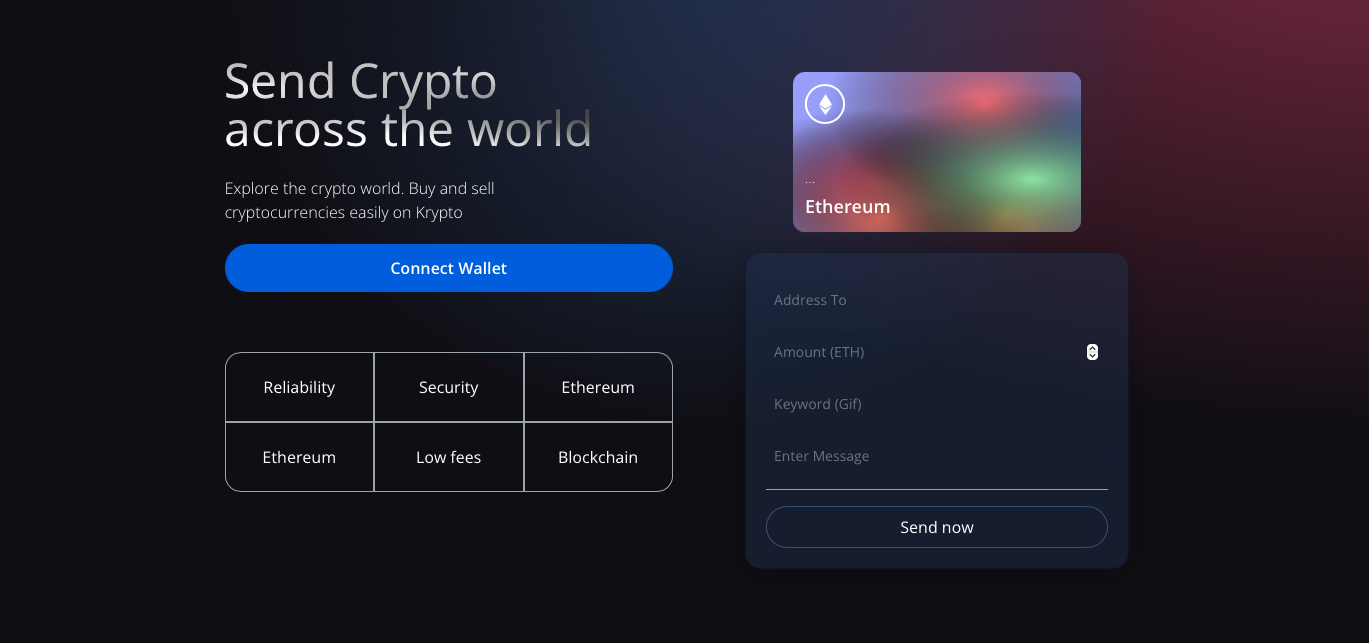 Send Crypto
across the world
Explore the crypto world. Buy and sell
cryptocurrencies easily on Krypto
Connect Wallet
Reliability
Security
Ethereum
Ethereum
Low fees
Blockchain
...
Ethereum
Address To
Amount (ETH)
Keyword (Gif)
Enter Message
Send now